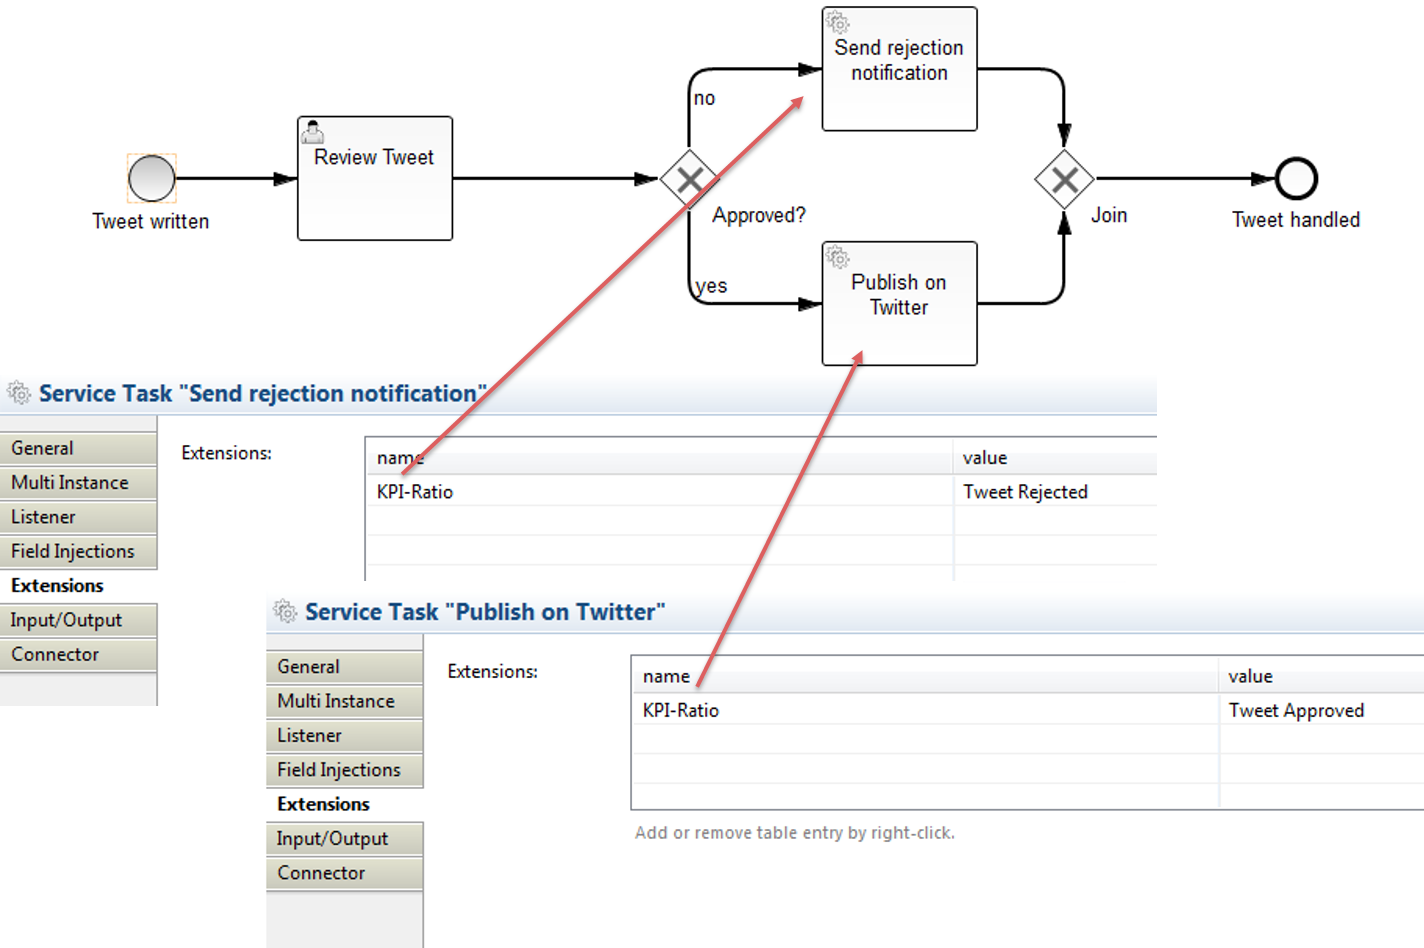 Send rejection
notification
no
Review Tweet
Tweet written
Approved?
Join
Tweet handled
yes
Publish on
Twitter
Service Task "Send rejection notification"
General
Multi Instance
Listener
Field Injections
Extensions
Input/Output
Connector
Extensions:
name value
KPI-Ratio Tweet Rejected
Service Task "Publish on Twitter"
General
Multi Instance
Listener
Field Injections
Extensions
Input/Output
Connector
Extensions:
name value
KPI-Ratio Tweet Approved
Add or remove table entry by right-click.